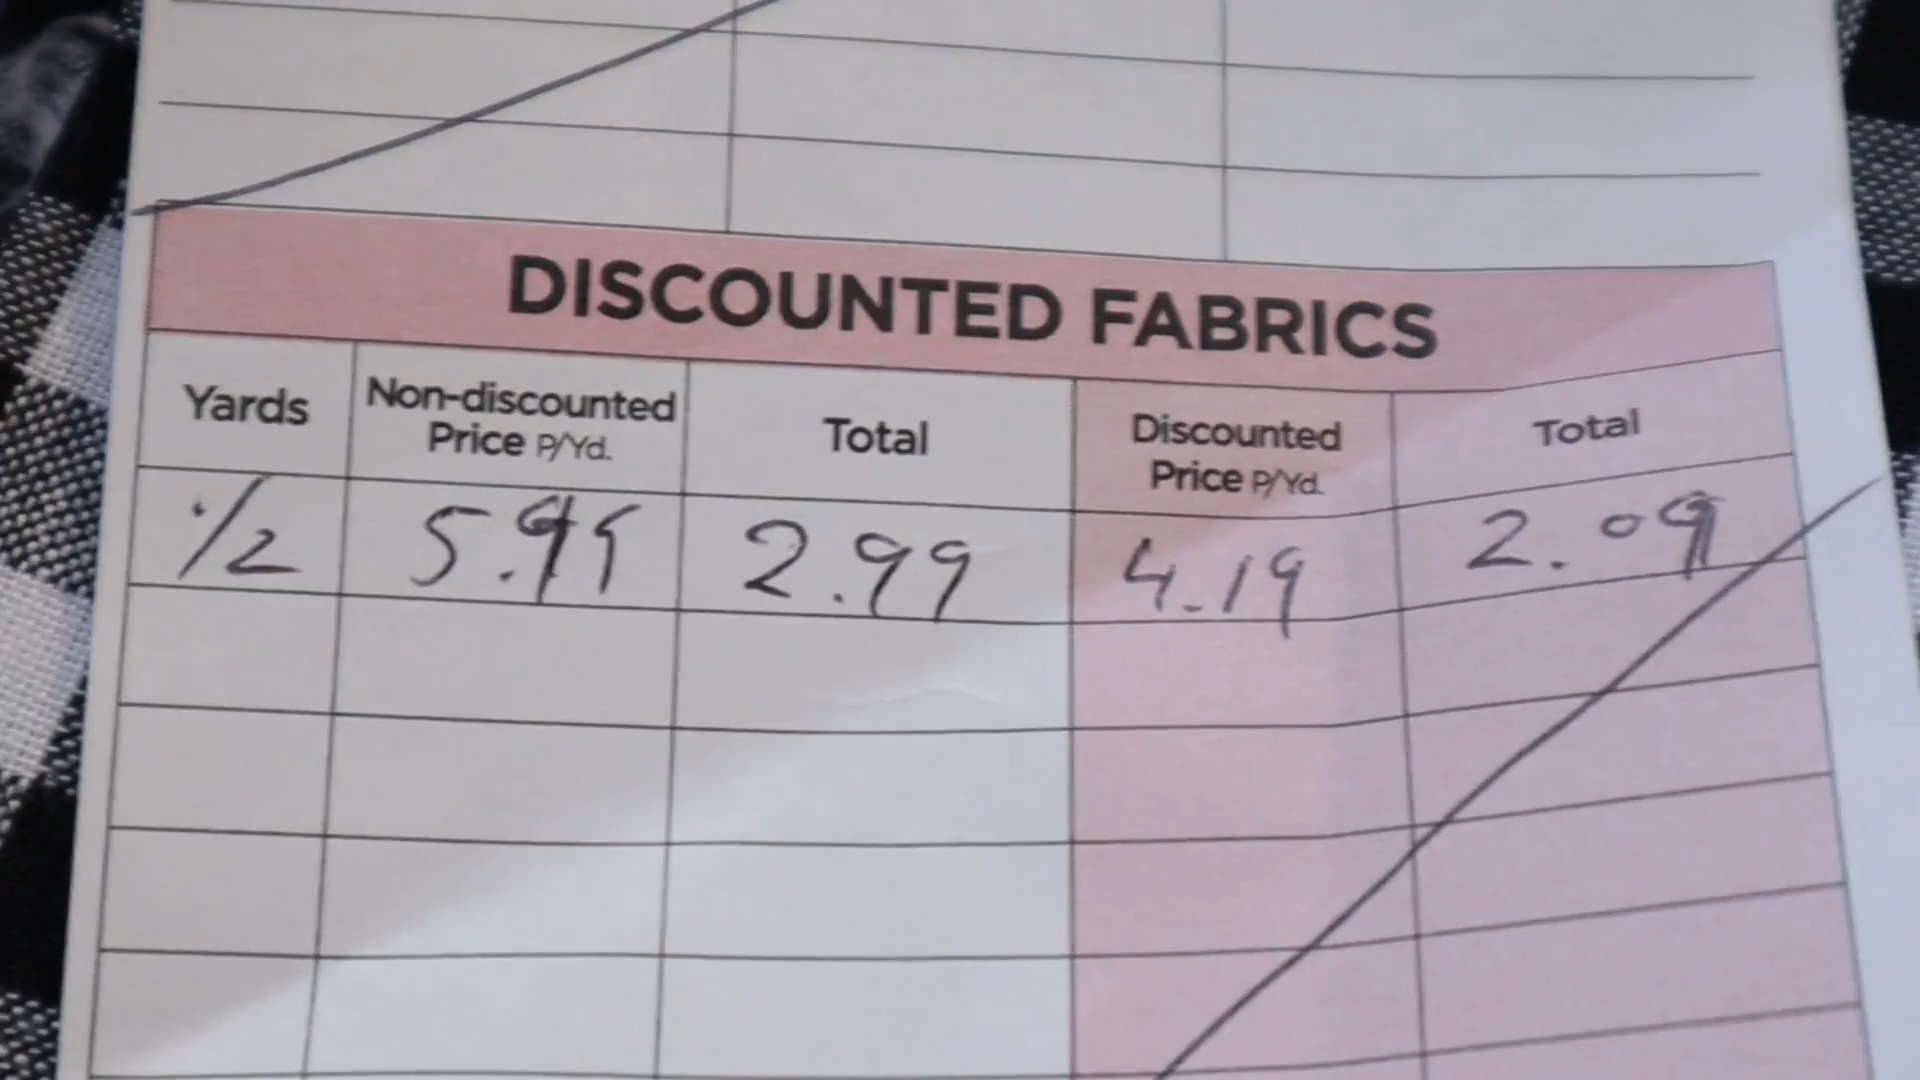 DISCOUNTED FABRICS
Yards Non-discounted Price P/Yd. Total Discounted Price P/Yd. Total
1/2 5.99 2.99 4.19 2.09